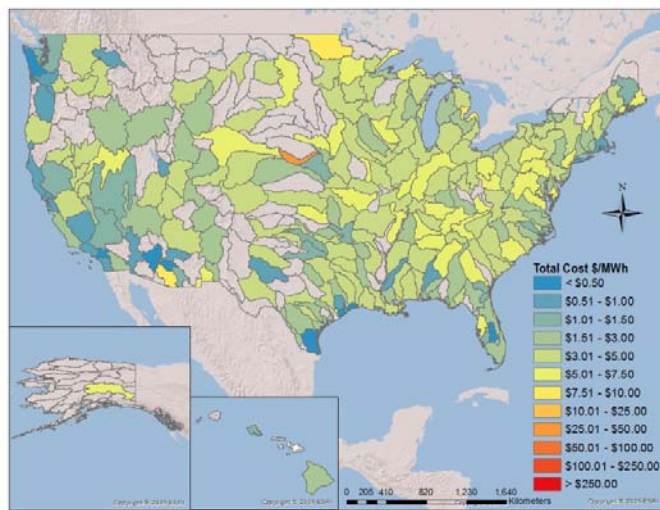 N
Total Cost $/MWh
< $0.50
$0.51 - $1.00
$1.01 - $1.50
$1.51 - $3.00
$3.01 - $5.00
$5.01 - $7.50
$7.51 - $10.00
$10.01 - $25.00
$25.01 - $50.00
$50.01 - $100.00
$100.01 - $250.00
> $250.00
0 205 410 820 1,230 1,640
Kilometers